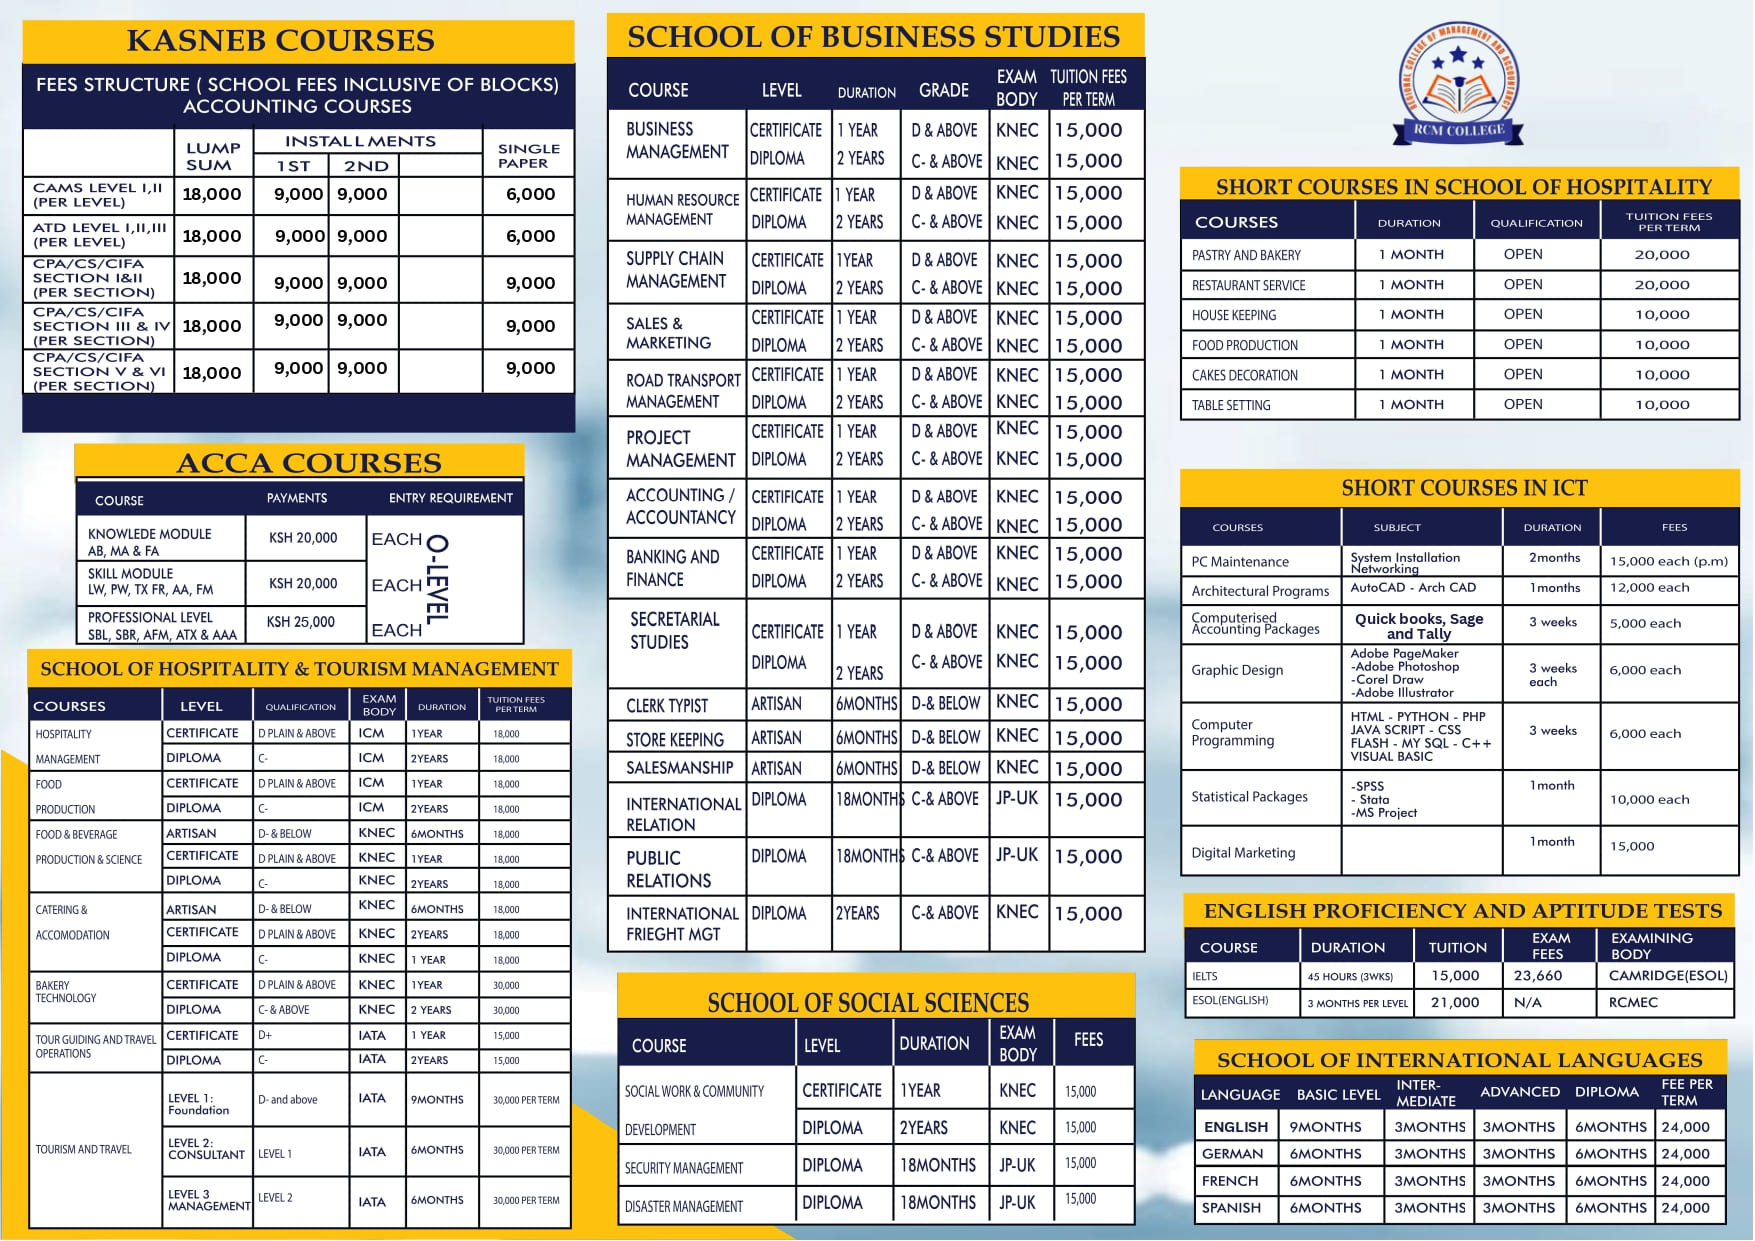 KASNEB COURSES
FEES STRUCTURE ( SCHOOL FEES INCLUSIVE OF BLOCKS)
ACCOUNTING COURSES
LUMP SUM INSTALLMENTS 1ST 2ND SINGLE PAPER
CAMS LEVEL I,II (PER LEVEL) 18,000 9,000 9,000 6,000
ATD LEVEL I,II,III (PER LEVEL) 18,000 9,000 9,000 6,000
CPA/CS/CIFA SECTION I&II (PER SECTION) 18,000 9,000 9,000 9,000
CPA/CS/CIFA SECTION III & IV (PER SECTION) 18,000 9,000 9,000 9,000
CPA/CS/CIFA SECTION V & VI (PER SECTION) 18,000 9,000 9,000 9,000
ACCA COURSES
COURSE PAYMENTS ENTRY REQUIREMENT
KNOWLEDE MODULE AB, MA & FA KSH 20,000 EACH
SKILL MODULE LW, PW, TX FR, AA, FM KSH 20,000 EACH
PROFESSIONAL LEVEL SBL, SBR, AFM, ATX & AAA KSH 25,000 EACH
O-LEVEL
SCHOOL OF HOSPITALITY & TOURISM MANAGEMENT
COURSES LEVEL QUALIFICATION EXAM BODY DURATION TUITION FEES PER TERM
HOSPITALITY CERTIFICATE D PLAIN & ABOVE ICM 1YEAR 18,000
MANAGEMENT DIPLOMA C- ICM 2YEARS 18,000
FOOD CERTIFICATE D PLAIN & ABOVE ICM 1YEAR 18,000
PRODUCTION DIPLOMA C- ICM 2YEARS 18,000
FOOD & BEVERAGE ARTISAN D- & BELOW KNEC 6MONTHS 18,000
PRODUCTION & SCIENCE CERTIFICATE D PLAIN & ABOVE KNEC 1YEAR 18,000
DIPLOMA C- KNEC 2YEARS 18,000
CATERING & ARTISAN D- & BELOW KNEC 6MONTHS 18,000
ACCOMODATION CERTIFICATE D PLAIN & ABOVE KNEC 2YEARS 18,000
DIPLOMA C- KNEC 1 YEAR 18,000
BAKERY TECHNOLOGY CERTIFICATE D PLAIN & ABOVE KNEC 1YEAR 30,000
DIPLOMA C- & ABOVE KNEC 2 YEARS 30,000
TOUR GUIDING AND TRAVEL OPERATIONS CERTIFICATE D+ IATA 1 YEAR 15,000
DIPLOMA C- IATA 2YEARS 15,000
TOURISM AND TRAVEL
LEVEL 1: Foundation D- and above IATA 9MONTHS 30,000 PER TERM
LEVEL 2: CONSULTANT LEVEL 1 IATA 6MONTHS 30,000 PER TERM
LEVEL 3 MANAGEMENT LEVEL 2 IATA 6MONTHS 30,000 PER TERM
SCHOOL OF BUSINESS STUDIES
COURSE LEVEL DURATION GRADE EXAM BODY TUITION FEES PER TERM
BUSINESS MANAGEMENT CERTIFICATE 1 YEAR D & ABOVE KNEC 15,000
DIPLOMA 2 YEARS C- & ABOVE KNEC 15,000
HUMAN RESOURCE MANAGEMENT CERTIFICATE 1 YEAR D & ABOVE KNEC 15,000
DIPLOMA 2 YEARS C- & ABOVE KNEC 15,000
SUPPLY CHAIN MANAGEMENT CERTIFICATE 1YEAR D & ABOVE KNEC 15,000
DIPLOMA 2 YEARS C- & ABOVE KNEC 15,000
SALES & MARKETING CERTIFICATE 1 YEAR D & ABOVE KNEC 15,000
DIPLOMA 2 YEARS C- & ABOVE KNEC 15,000
ROAD TRANSPORT MANAGEMENT CERTIFICATE 1 YEAR D & ABOVE KNEC 15,000
DIPLOMA 2 YEARS C- & ABOVE KNEC 15,000
PROJECT MANAGEMENT CERTIFICATE 1 YEAR D & ABOVE KNEC 15,000
DIPLOMA 2 YEARS C- & ABOVE KNEC 15,000
ACCOUNTING / ACCOUNTANCY CERTIFICATE 1 YEAR D & ABOVE KNEC 15,000
DIPLOMA 2 YEARS C- & ABOVE KNEC 15,000
BANKING AND FINANCE CERTIFICATE 1 YEAR D & ABOVE KNEC 15,000
DIPLOMA 2 YEARS C- & ABOVE KNEC 15,000
SECRETARIAL STUDIES CERTIFICATE 1 YEAR D & ABOVE KNEC 15,000
DIPLOMA 2 YEARS C- & ABOVE KNEC 15,000
CLERK TYPIST ARTISAN 6MONTHS D-& BELOW KNEC 15,000
STORE KEEPING ARTISAN 6MONTHS D-& BELOW KNEC 15,000
SALESMANSHIP ARTISAN 6MONTHS D-& BELOW KNEC 15,000
INTERNATIONAL RELATION DIPLOMA 18MONTHS C-& ABOVE JP-UK 15,000
PUBLIC RELATIONS DIPLOMA 18MONTHS C-& ABOVE JP-UK 15,000
INTERNATIONAL FRIEGHT MGT DIPLOMA 2YEARS C-& ABOVE KNEC 15,000
SCHOOL OF SOCIAL SCIENCES
COURSE LEVEL DURATION EXAM BODY FEES
SOCIAL WORK & COMMUNITY CERTIFICATE 1YEAR KNEC 15,000
DEVELOPMENT DIPLOMA 2YEARS KNEC 15,000
SECURITY MANAGEMENT DIPLOMA 18MONTHS JP-UK 15,000
DISASTER MANAGEMENT DIPLOMA 18MONTHS JP-UK 15,000
REGIONAL COLLEGE OF MANAGEMENT AND ACCOUNTANCY
RCM COLLEGE
SHORT COURSES IN SCHOOL OF HOSPITALITY
COURSES DURATION QUALIFICATION TUITION FEES PER TERM
PASTRY AND BAKERY 1 MONTH OPEN 20,000
RESTAURANT SERVICE 1 MONTH OPEN 20,000
HOUSE KEEPING 1 MONTH OPEN 10,000
FOOD PRODUCTION 1 MONTH OPEN 10,000
CAKES DECORATION 1 MONTH OPEN 10,000
TABLE SETTING 1 MONTH OPEN 10,000
SHORT COURSES IN ICT
COURSES SUBJECT DURATION FEES
PC Maintenance System Installation Networking 2months 15,000 each (p.m)
Architectural Programs AutoCAD - Arch CAD 1months 12,000 each
Computerised Accounting Packages Quick books, Sage and Tally 3 weeks 5,000 each
Graphic Design Adobe PageMaker -Adobe Photoshop -Corel Draw -Adobe Illustrator 3 weeks each 6,000 each
Computer Programming HTML - PYTHON - PHP JAVA SCRIPT - CSS FLASH - MY SQL - C++ VISUAL BASIC 3 weeks 6,000 each
Statistical Packages -SPSS - Stata -MS Project 1month 10,000 each
Digital Marketing 1month 15,000
ENGLISH PROFICIENCY AND APTITUDE TESTS
COURSE DURATION TUITION EXAM FEES EXAMINING BODY
IELTS 45 HOURS (3WKS) 15,000 23,660 CAMRIDGE(ESOL)
ESOL(ENGLISH) 3 MONTHS PER LEVEL 21,000 N/A RCMEC
SCHOOL OF INTERNATIONAL LANGUAGES
LANGUAGE BASIC LEVEL INTER-MEDIATE ADVANCED DIPLOMA FEE PER TERM
ENGLISH 9MONTHS 3MONTHS 3MONTHS 6MONTHS 24,000
GERMAN 6MONTHS 3MONTHS 3MONTHS 6MONTHS 24,000
FRENCH 6MONTHS 3MONTHS 3MONTHS 6MONTHS 24,000
SPANISH 6MONTHS 3MONTHS 3MONTHS 6MONTHS 24,000